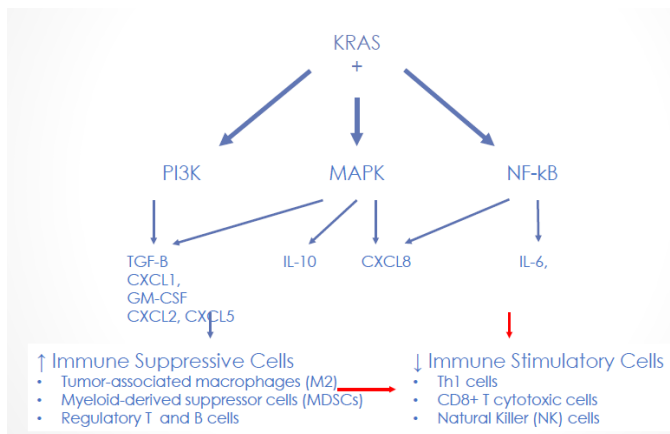 KRAS
+
PI3K
MAPK
NF-kB
TGF-B
CXCL1,
GM-CSF
CXCL2, CXCL5
IL-10
CXCL8
IL-6,
↑ Immune Suppressive Cells
• Tumor-associated macrophages (M2)
• Myeloid-derived suppressor cells (MDSCs)
• Regulatory T and B cells
↓ Immune Stimulatory Cells
• Th1 cells
• CD8+ T cytotoxic cells
• Natural Killer (NK) cells